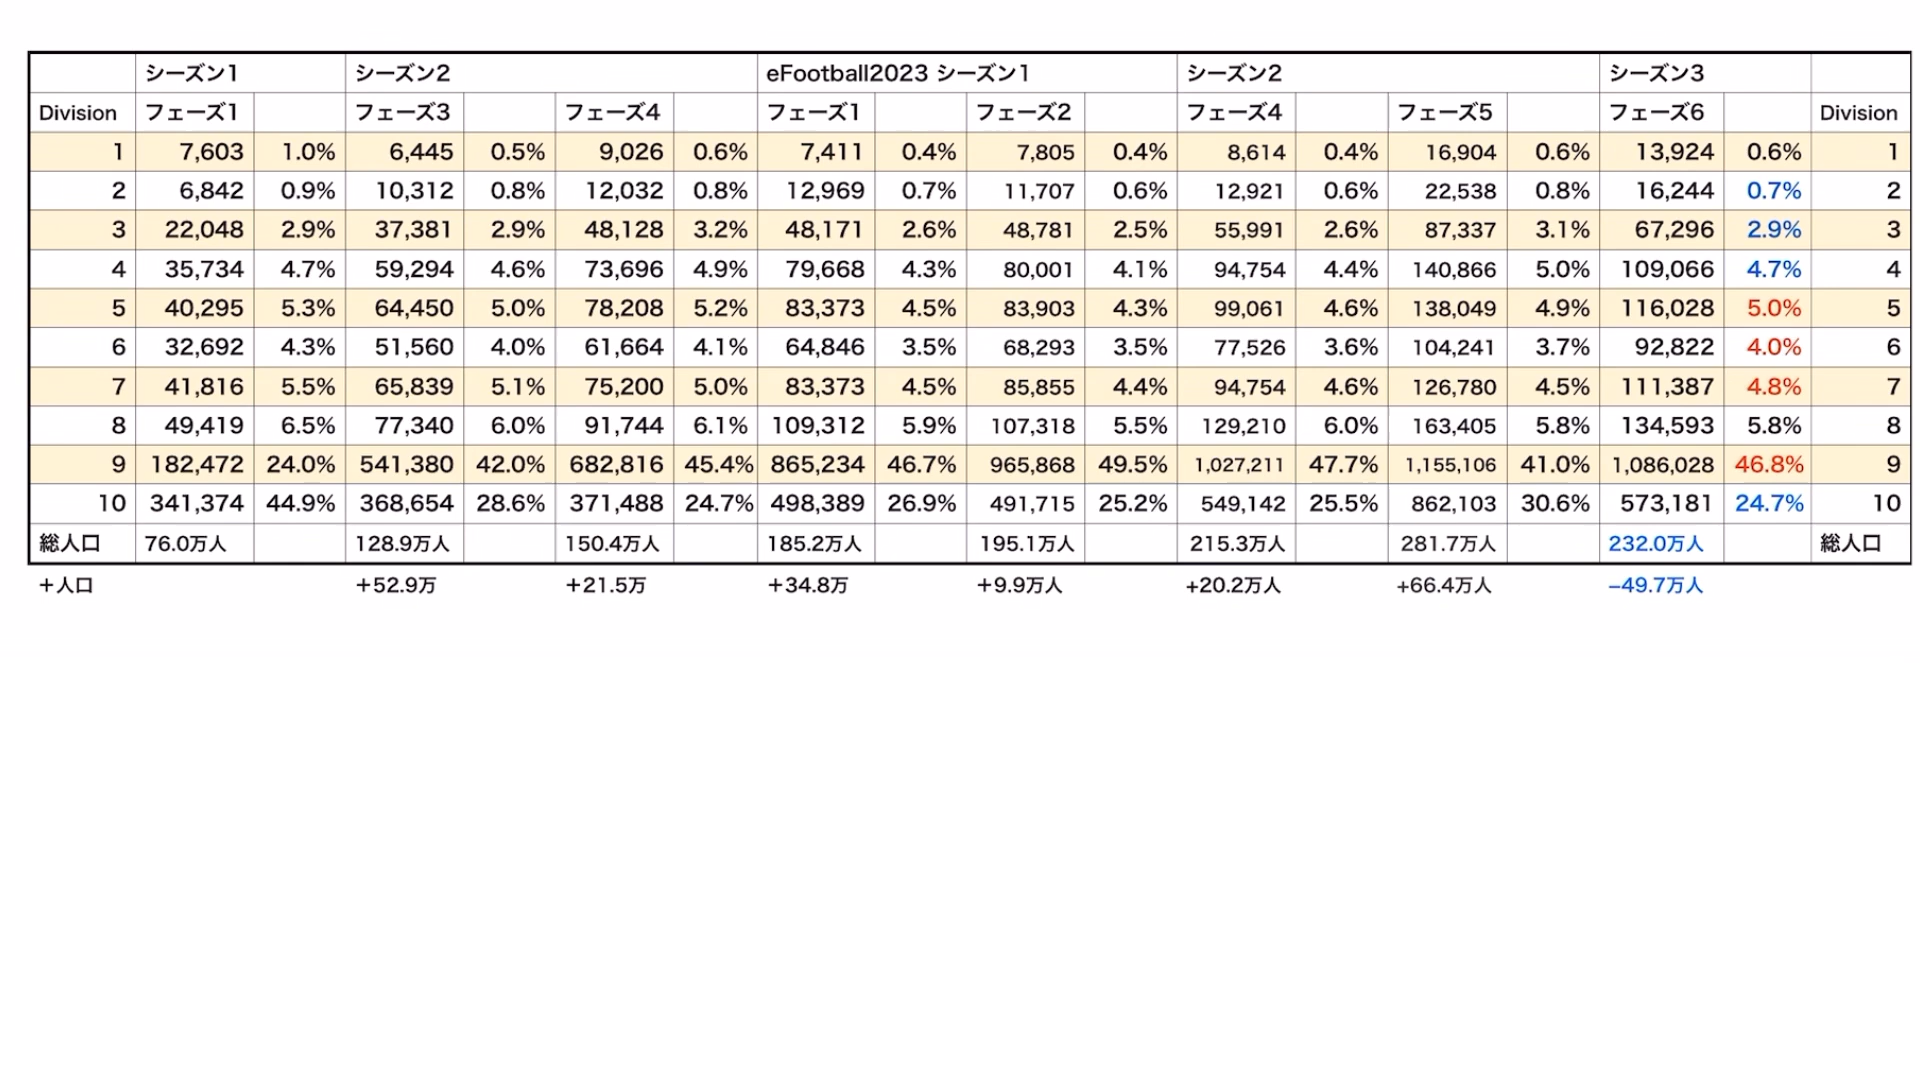 シーズン1 シーズン2 eFootball2023 シーズン1 シーズン2 シーズン3
Division フェーズ1 フェーズ3 フェーズ4 フェーズ1 フェーズ2 フェーズ4 フェーズ5 フェーズ6 Division
1 7,603 1.0% 6,445 0.5% 9,026 0.6% 7,411 0.4% 7,805 0.4% 8,614 0.4% 16,904 0.6% 13,924 0.6% 1
2 6,842 0.9% 10,312 0.8% 12,032 0.8% 12,969 0.7% 11,707 0.6% 12,921 0.6% 22,538 0.8% 16,244 0.7% 2
3 22,048 2.9% 37,381 2.9% 48,128 3.2% 48,171 2.6% 48,781 2.5% 55,991 2.6% 87,337 3.1% 67,296 2.9% 3
4 35,734 4.7% 59,294 4.6% 73,696 4.9% 79,668 4.3% 80,001 4.1% 94,754 4.4% 140,866 5.0% 109,066 4.7% 4
5 40,295 5.3% 64,450 5.0% 78,208 5.2% 83,373 4.5% 83,903 4.3% 99,061 4.6% 138,049 4.9% 116,028 5.0% 5
6 32,692 4.3% 51,560 4.0% 61,664 4.1% 64,846 3.5% 68,293 3.5% 77,526 3.6% 104,241 3.7% 92,822 4.0% 6
7 41,816 5.5% 65,839 5.1% 75,200 5.0% 83,373 4.5% 85,855 4.4% 94,754 4.6% 126,780 4.5% 111,387 4.8% 7
8 49,419 6.5% 77,340 6.0% 91,744 6.1% 109,312 5.9% 107,318 5.5% 129,210 6.0% 163,405 5.8% 134,593 5.8% 8
9 182,472 24.0% 541,380 42.0% 682,816 45.4% 865,234 46.7% 965,868 49.5% 1,027,211 47.7% 1,155,106 41.0% 1,086,028 46.8% 9
10 341,374 44.9% 368,654 28.6% 371,488 24.7% 498,389 26.9% 491,715 25.2% 549,142 25.5% 862,103 30.6% 573,181 24.7% 10
総人口 76.0万人 128.9万人 150.4万人 185.2万人 195.1万人 215.3万人 281.7万人 232.0万人 総人口
＋人口 +52.9万 +21.5万 +34.8万 +9.9万人 +20.2万人 +66.4万人 −49.7万人